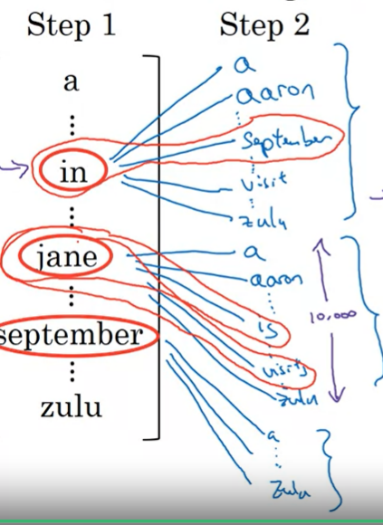 Step 1
a
⋮
in
⋮
jane
⋮
september
⋮
zulu
Step 2
a
aaron
⋮
September
⋮
visit
⋮
zulu
a
aaron
⋮
is
⋮
visits
⋮
zulu
10,000
a
⋮
zulu